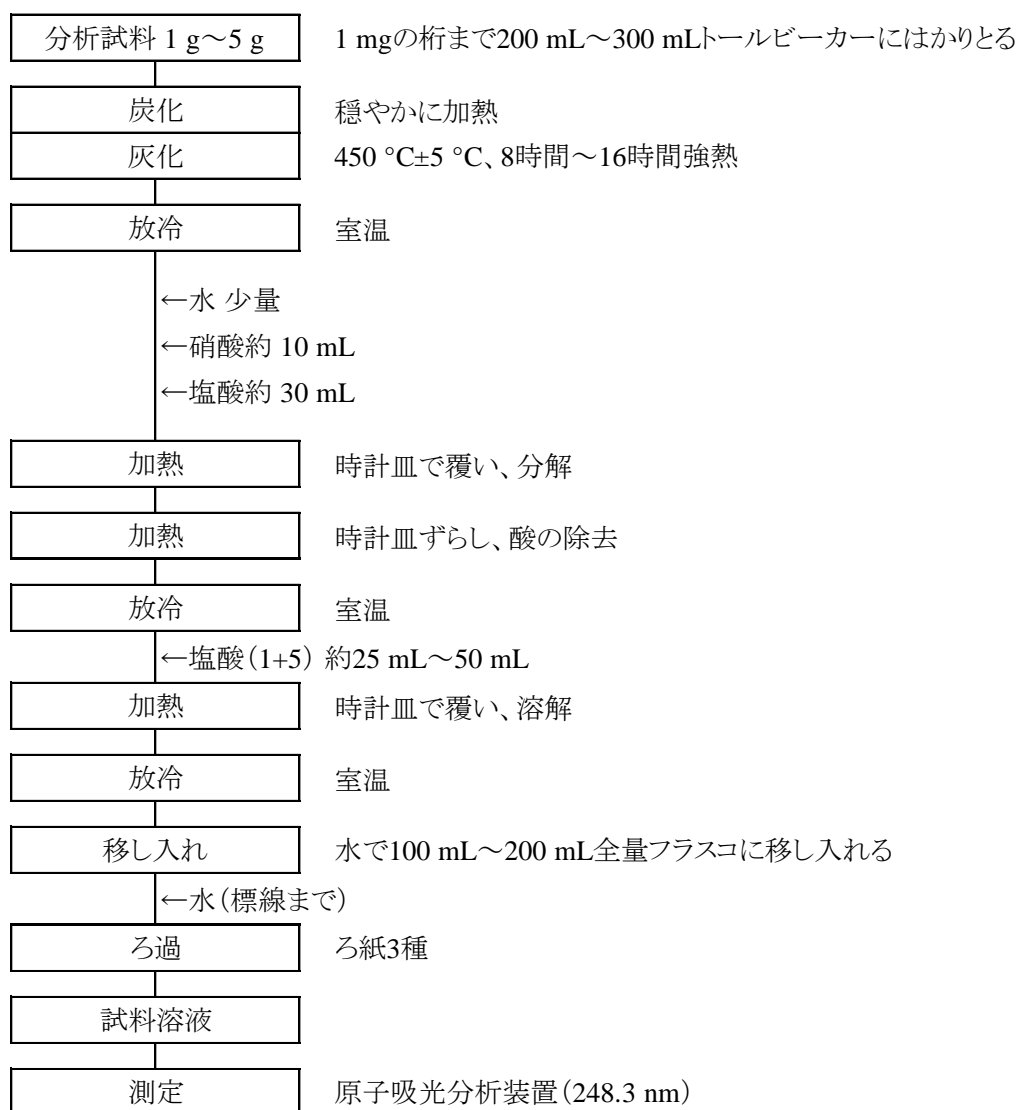 分析試料 1 g～5 g 1 mgの桁まで200 mL～300 mLトールビーカーにはかりとる
炭化 穏やかに加熱
灰化 450 °C±5 °C、8時間～16時間強熱
放冷 室温
←水 少量
←硝酸約 10 mL
←塩酸約 30 mL
加熱 時計皿で覆い、分解
加熱 時計皿ずらし、酸の除去
放冷 室温
←塩酸（1+5） 約25 mL～50 mL
加熱 時計皿で覆い、溶解
放冷 室温
移し入れ 水で100 mL～200 mL全量フラスコに移し入れる
←水（標線まで）
ろ過 ろ紙3種
試料溶液
測定 原子吸光分析装置（248.3 nm）